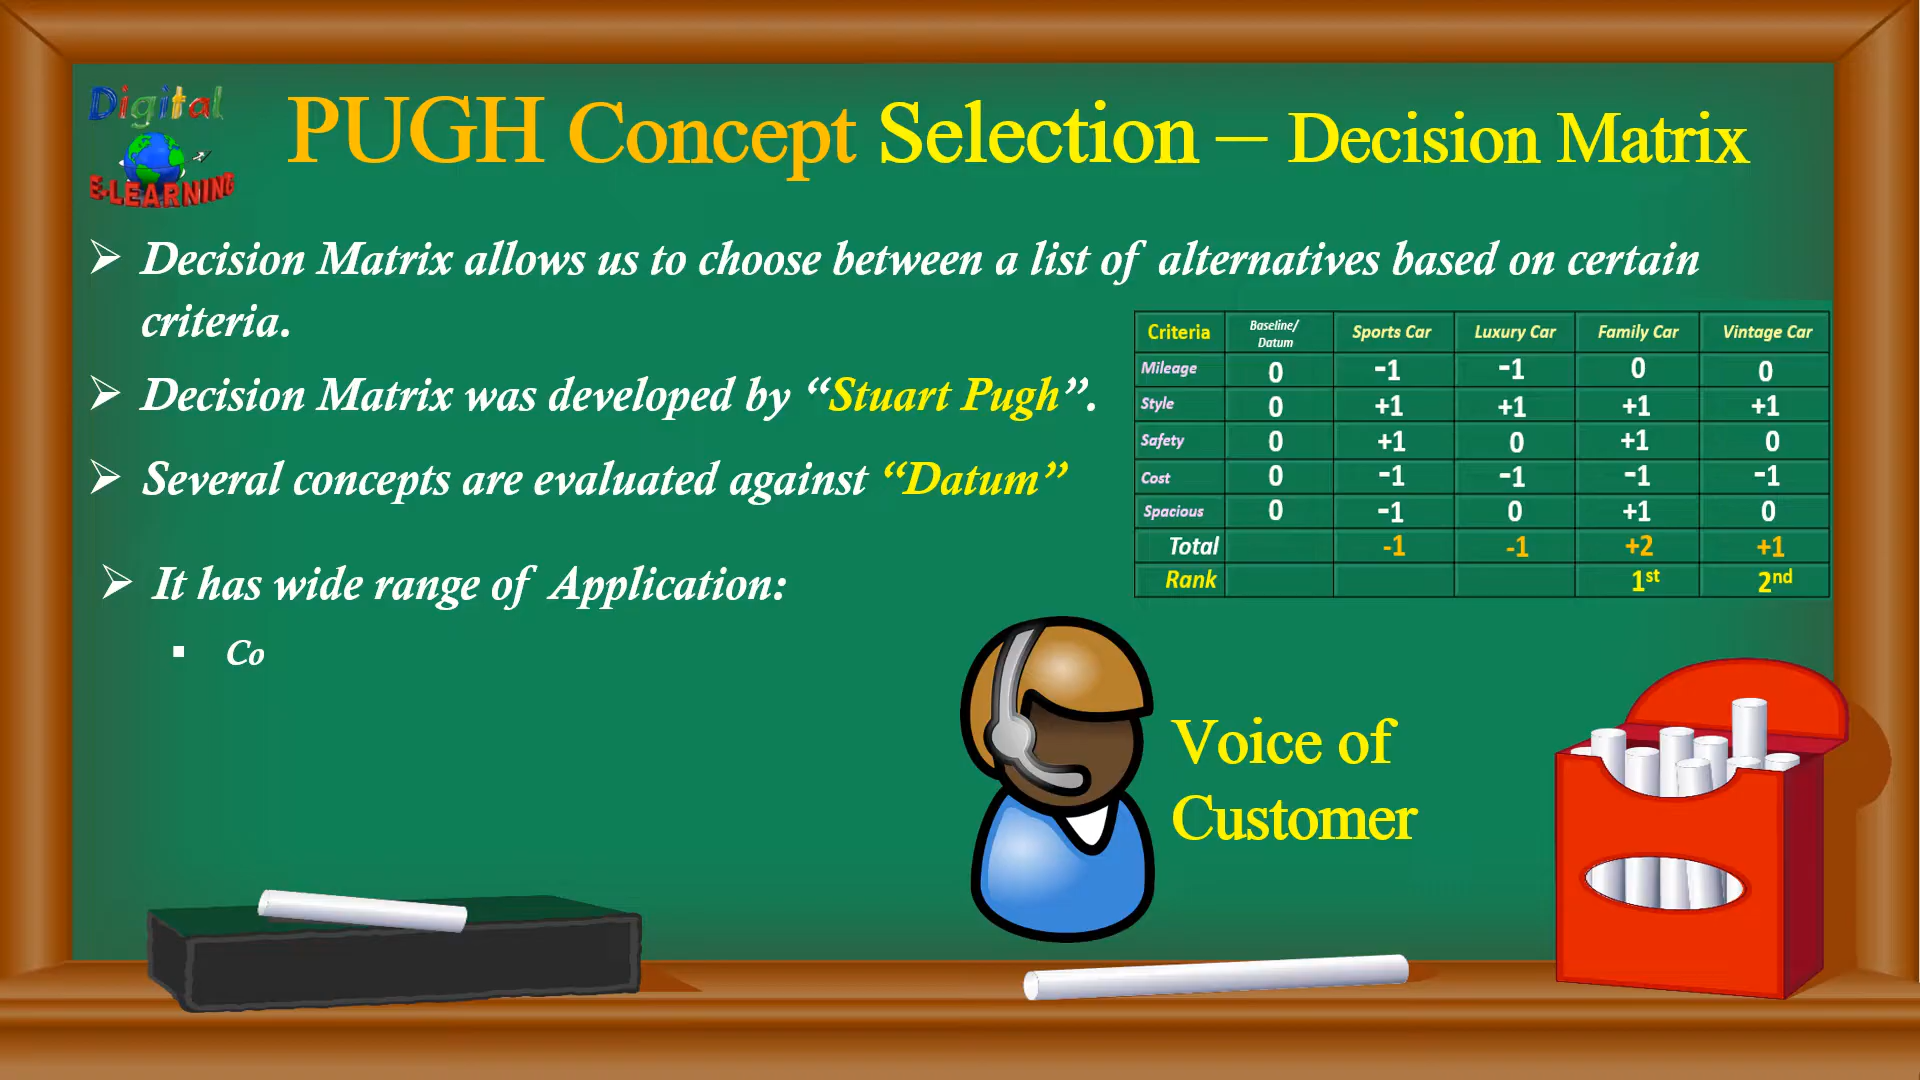 Digital
E-LEARNING
PUGH Concept Selection – Decision Matrix
➢ Decision Matrix allows us to choose between a list of alternatives based on certain
criteria.
➢ Decision Matrix was developed by “Stuart Pugh”.
➢ Several concepts are evaluated against “Datum”
➢ It has wide range of Application:
▪ Co
Criteria Baseline/ Datum Sports Car Luxury Car Family Car Vintage Car
Mileage 0 -1 -1 0 0
Style 0 +1 +1 +1 +1
Safety 0 +1 0 +1 0
Cost 0 -1 -1 -1 -1
Spacious 0 -1 0 +1 0
Total -1 -1 +2 +1
Rank 1st 2nd
Voice of
Customer